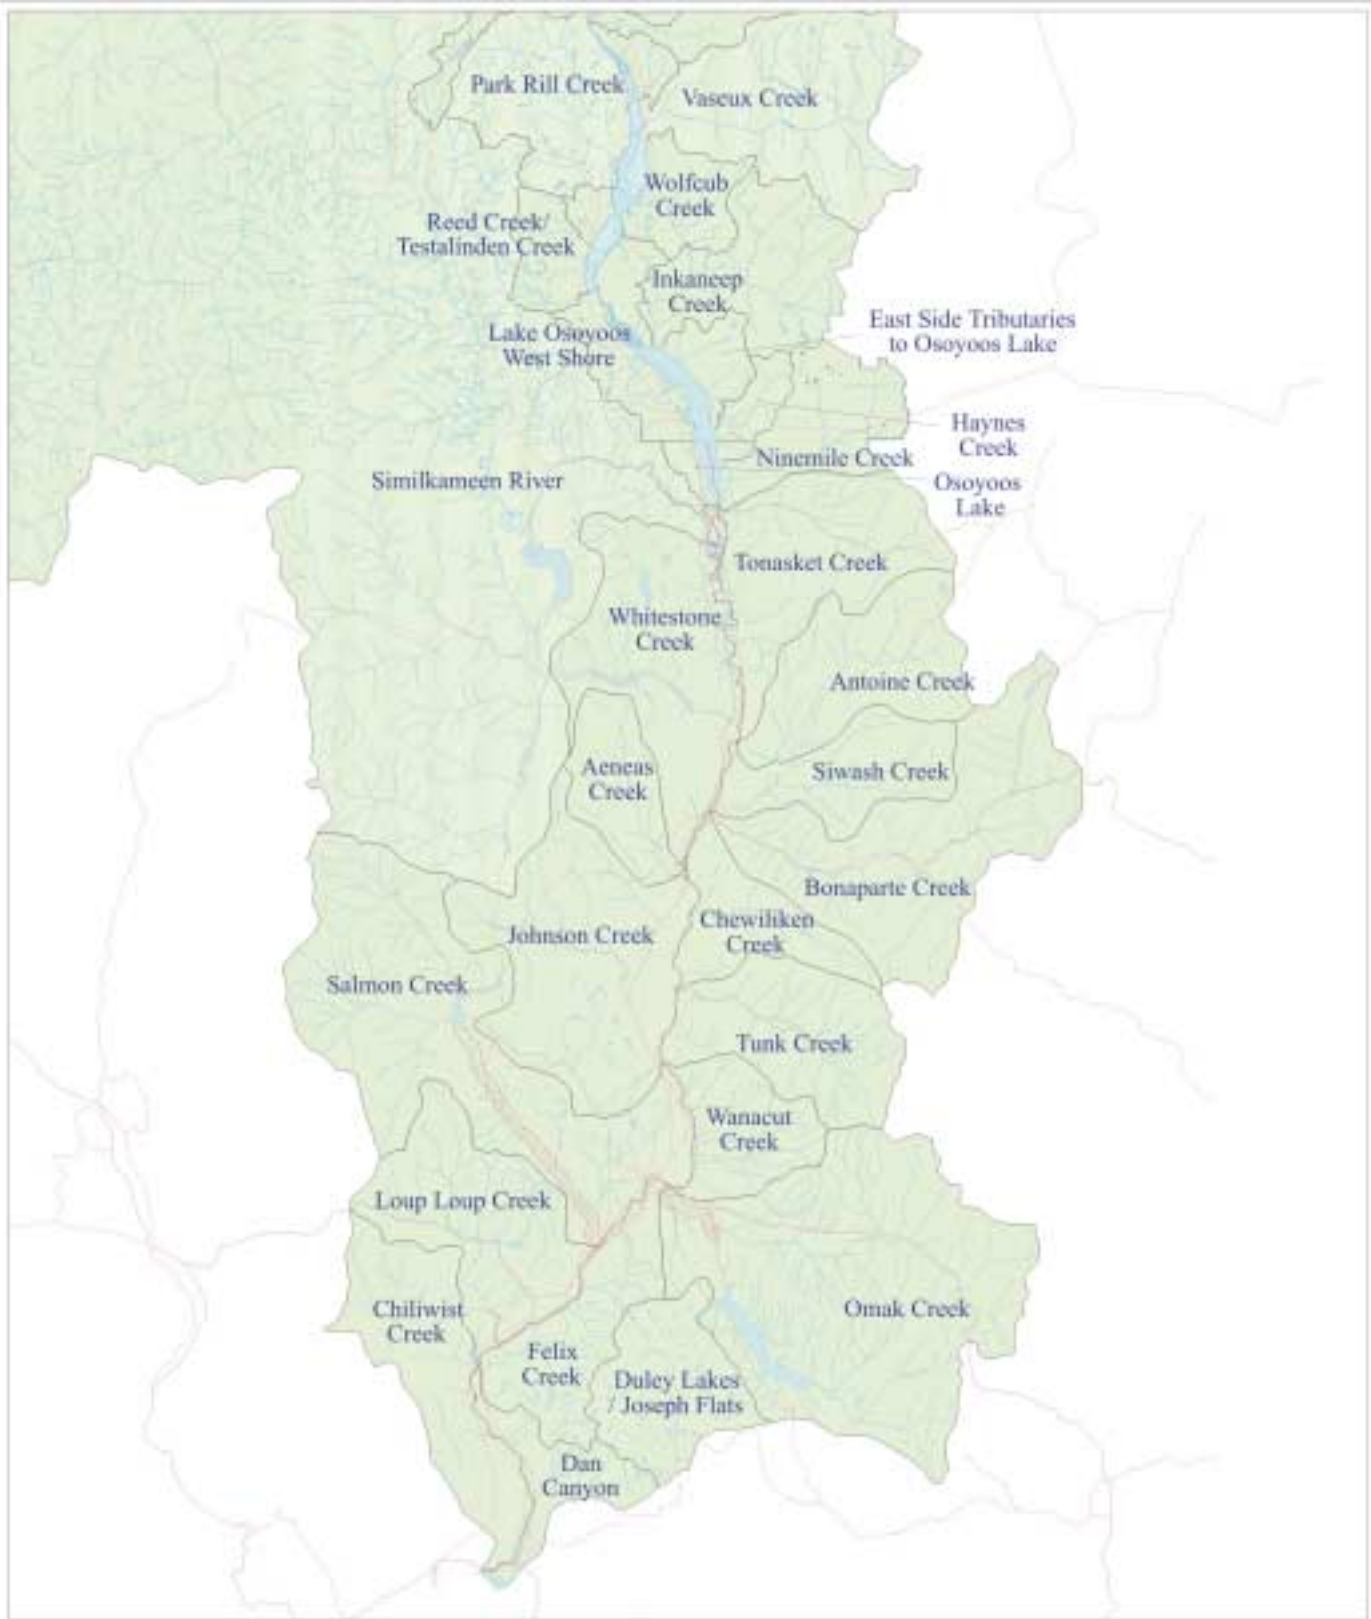 Park Rill Creek
Vaseux Creek
Wolfcub
Creek
Reed Creek/
Testalinden Creek
Inkaneep
Creek
East Side Tributaries
to Osoyoos Lake
Lake Osoyoos
West Shore
Haynes
Creek
Ninemile Creek
Similkameen River
Osoyoos
Lake
Tonasket Creek
Whitestone
Creek
Antoine Creek
Aeneas
Creek
Siwash Creek
Bonaparte Creek
Chewiliken
Creek
Johnson Creek
Salmon Creek
Tunk Creek
Wanacut
Creek
Loup Loup Creek
Chiliwist
Creek
Omak Creek
Felix
Creek
Duley Lakes
/ Joseph Flats
Dan
Canyon